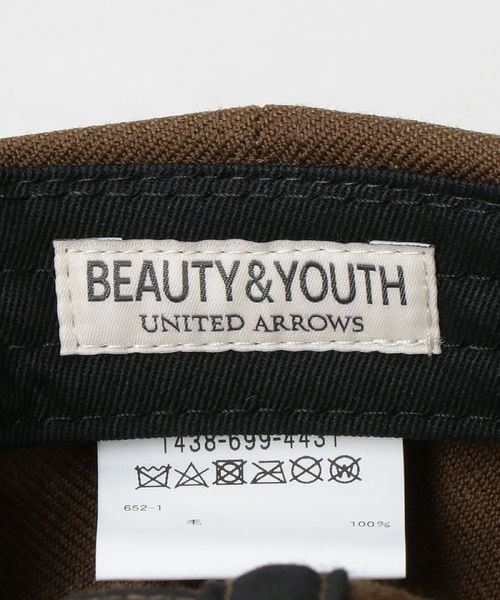 BEAUTY&YOUTH
UNITED ARROWS
1438-699-4431
652-1
毛 100%